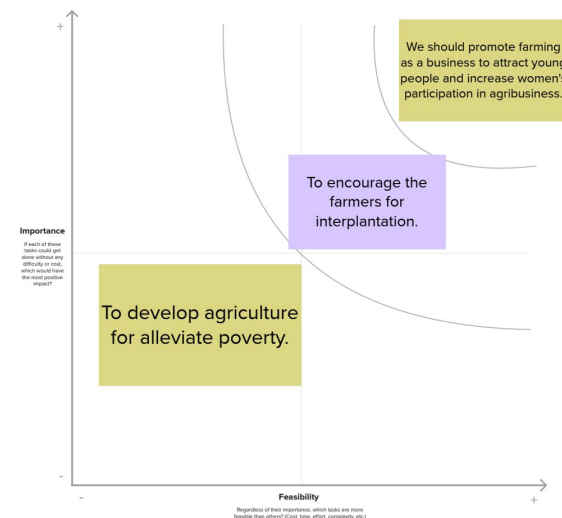 +
We should promote farming
as a business to attract young
people and increase women's
participation in agribusiness.
To encourage the
farmers for
interplantation.
Importance
If each of these
tasks could get
done without any
difficulty or cost,
which would have
the most positive
impact?
To develop agriculture
for alleviate poverty.
-
-
Feasibility
+
Regardless of their importance, which tasks are more
feasible than others? (Cost, time, effort, complexity, etc.)